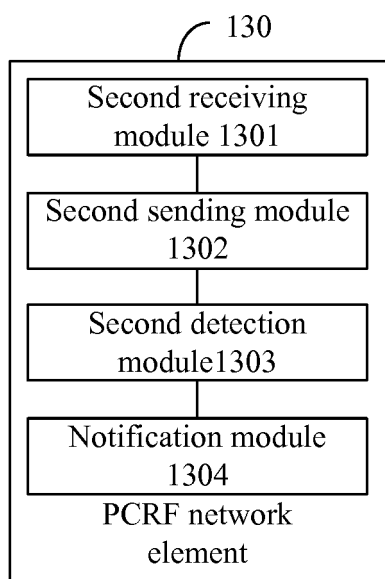 130
Second receiving
module 1301
Second sending module
1302
Second detection
module1303
Notification module
1304
PCRF network
element